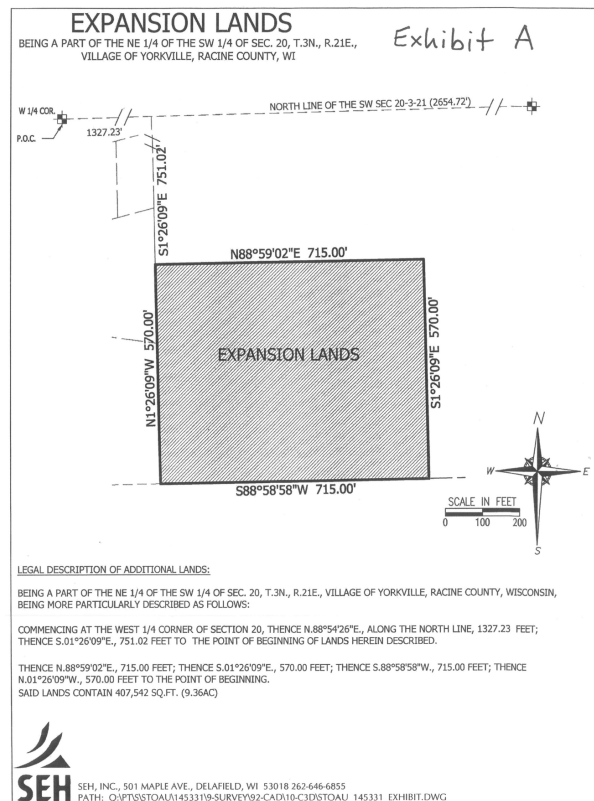 EXPANSION LANDS
BEING A PART OF THE NE 1/4 OF THE SW 1/4 OF SEC. 20, T.3N., R.21E.,
VILLAGE OF YORKVILLE, RACINE COUNTY, WI
Exhibit A
W 1/4 COR.
NORTH LINE OF THE SW SEC 20-3-21 (2654.72')
P.O.C.
1327.23'
S1°26'09"E 751.02'
N88°59'02"E 715.00'
N1°26'09"W 570.00'
EXPANSION LANDS
S1°26'09"E 570.00'
S88°58'58"W 715.00'
N
W
E
S
SCALE IN FEET
0 100 200
LEGAL DESCRIPTION OF ADDITIONAL LANDS:
BEING A PART OF THE NE 1/4 OF THE SW 1/4 OF SEC. 20, T.3N., R.21E., VILLAGE OF YORKVILLE, RACINE COUNTY, WISCONSIN,
BEING MORE PARTICULARLY DESCRIBED AS FOLLOWS:
COMMENCING AT THE WEST 1/4 CORNER OF SECTION 20, THENCE N.88°54'26"E., ALONG THE NORTH LINE, 1327.23 FEET;
THENCE S.01°26'09"E., 751.02 FEET TO THE POINT OF BEGINNING OF LANDS HEREIN DESCRIBED.
THENCE N.88°59'02"E., 715.00 FEET; THENCE S.01°26'09"E., 570.00 FEET; THENCE S.88°58'58"W., 715.00 FEET; THENCE
N.01°26'09"W., 570.00 FEET TO THE POINT OF BEGINNING.
SAID LANDS CONTAIN 407,542 SQ.FT. (9.36AC)
SEH
SEH, INC., 501 MAPLE AVE., DELAFIELD, WI 53018 262-646-6855
PATH: O:\PT\S\STOAU\145331\9-SURVEY\92-CAD\10-C3D\STOAU 145331 EXHIBIT.DWG